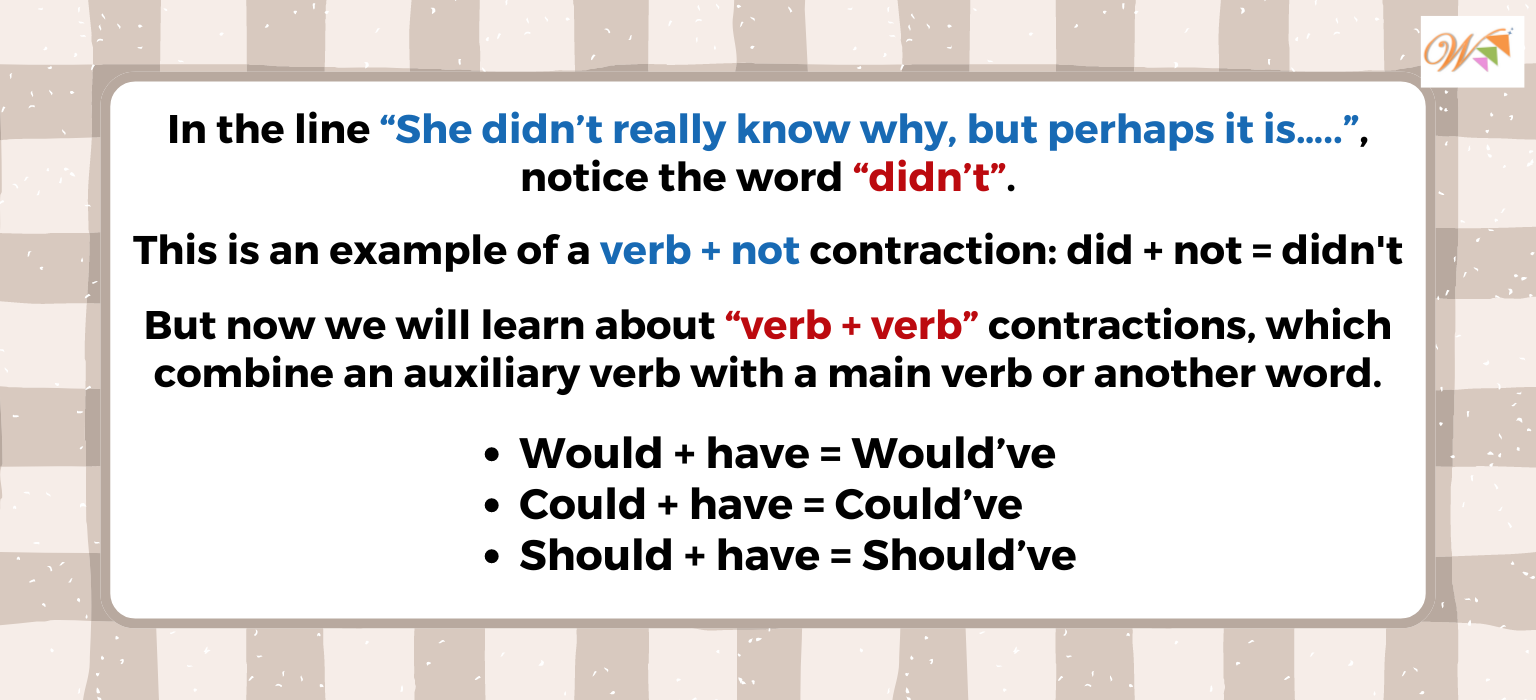 W
In the line “She didn’t really know why, but perhaps it is.....”,
notice the word “didn’t”.
This is an example of a verb + not contraction: did + not = didn't
But now we will learn about “verb + verb” contractions, which
combine an auxiliary verb with a main verb or another word.
• Would + have = Would’ve
• Could + have = Could’ve
• Should + have = Should’ve